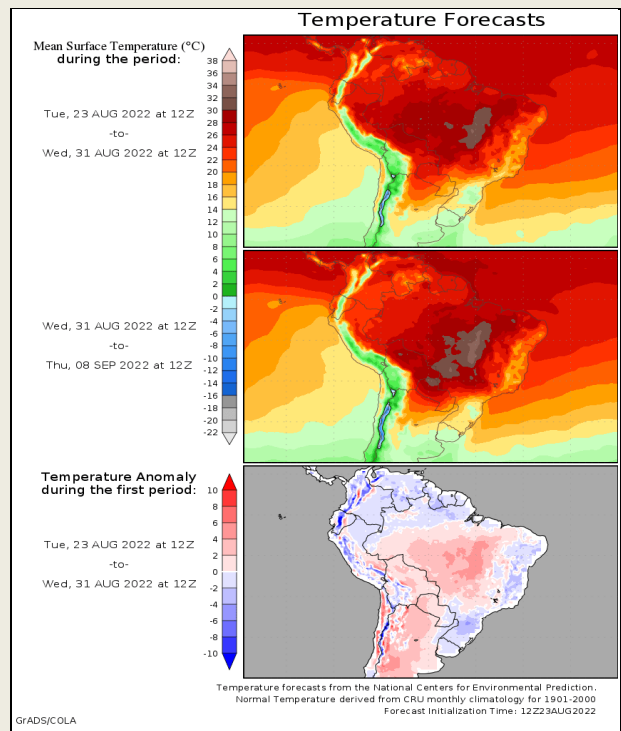 Temperature Forecasts
Mean Surface Temperature (°C)
during the period:
Tue, 23 AUG 2022 at 12Z
-to-
Wed, 31 AUG 2022 at 12Z
38
36
34
32
30
28
26
24
22
20
18
16
14
12
10
8
6
4
2
0
-2
-4
-6
-8
-10
-12
-14
-16
-18
-20
-22
Wed, 31 AUG 2022 at 12Z
-to-
Thu, 08 SEP 2022 at 12Z
Temperature Anomaly
during the first period:
Tue, 23 AUG 2022 at 12Z
-to-
Wed, 31 AUG 2022 at 12Z
10
8
6
4
2
0
-2
-4
-6
-8
-10
Temperature forecasts from the National Centers for Environmental Prediction.
Normal Temperature derived from CRU monthly climatology for 1901-2000
Forecast Initialization Time: 12Z23AUG2022
GrADS/COLA